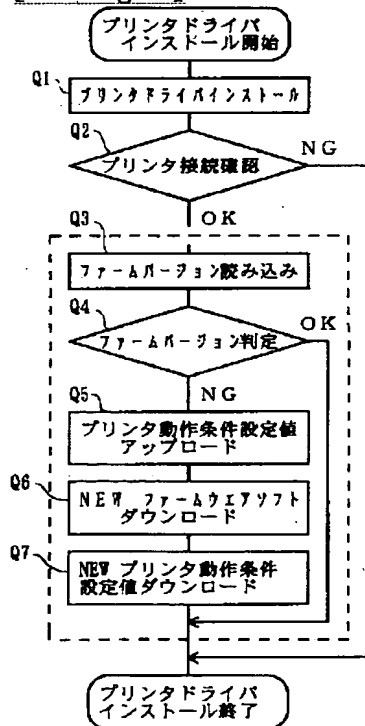 プリンタドライバ
インストール開始
Q1
プリンタドライバインストール
Q2
プリンタ接続確認
NG
OK
Q3
ファームバージョン読み込み
Q4
ファームバージョン判定
OK
NG
Q5
プリンタ動作条件設定値
アップロード
Q6
NEW ファームウエアソフト
ダウンロード
Q7
NEW プリンタ動作条件
設定値ダウンロード
プリンタドライバ
インストール終了